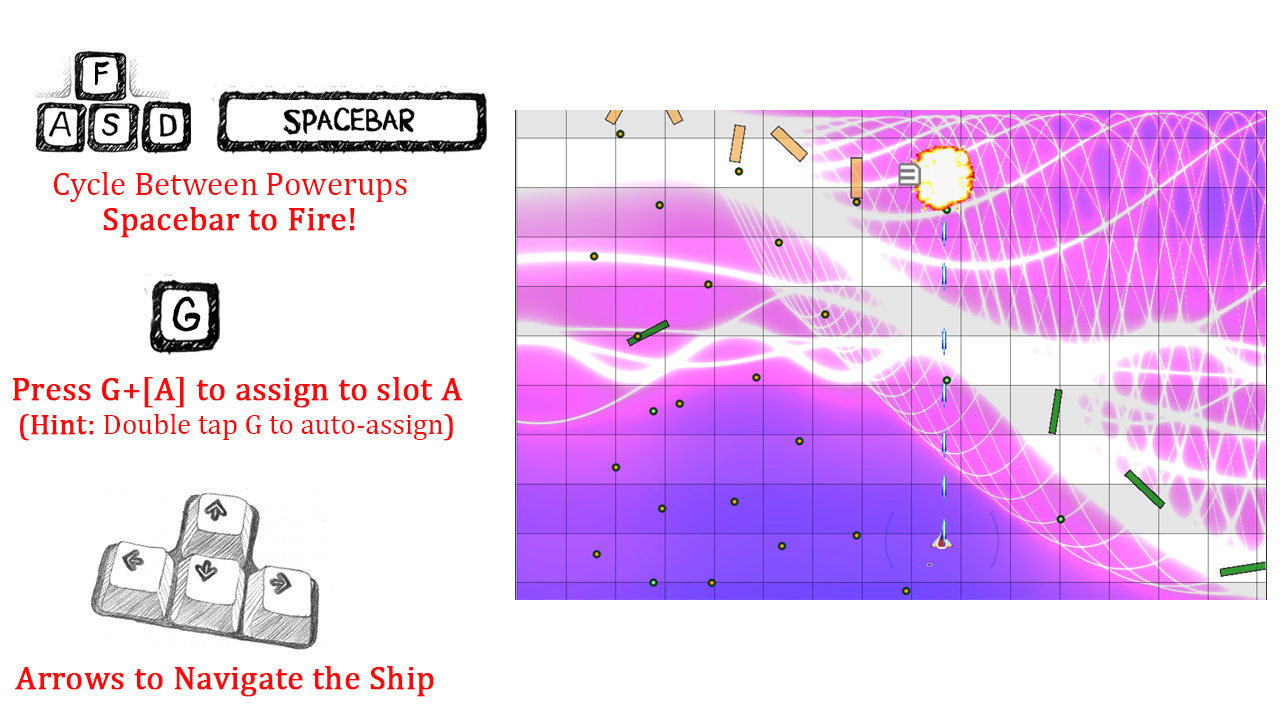 F
A S D
SPACEBAR
Cycle Between Powerups
Spacebar to Fire!
G
Press G+[A] to assign to slot A
(Hint: Double tap G to auto-assign)
Arrows to Navigate the Ship